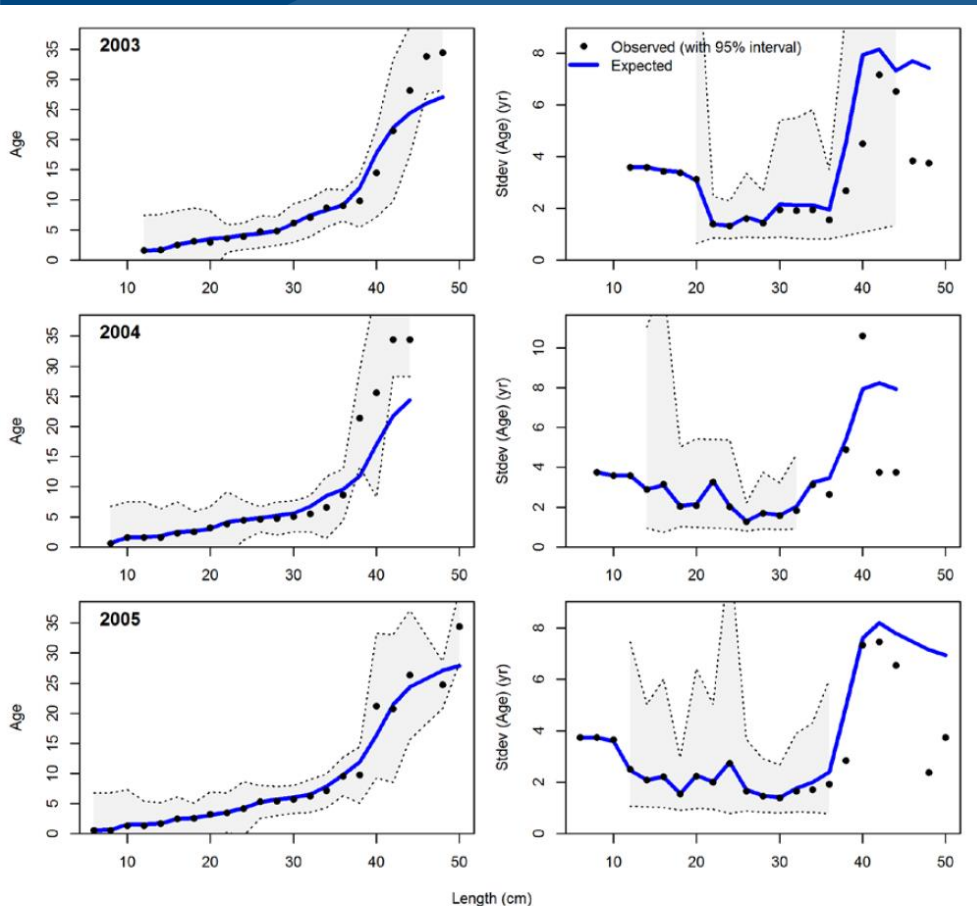 2003
Age
0 5 10 15 20 25 30 35
10 20 30 40 50
Observed (with 95% interval)
Expected
Stdev (Age) (yr)
0 2 4 6 8
10 20 30 40 50
2004
Age
0 5 10 15 20 25 30 35
10 20 30 40 50
Stdev (Age) (yr)
0 2 4 6 8 10
10 20 30 40 50
2005
Age
0 5 10 15 20 25 30 35
10 20 30 40 50
Stdev (Age) (yr)
0 2 4 6 8
10 20 30 40 50
Length (cm)